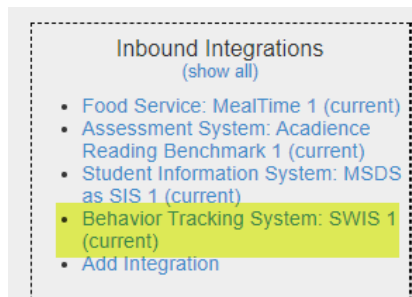 Inbound Integrations
(show all)
• Food Service: MealTime 1 (current)
• Assessment System: Acadience
Reading Benchmark 1 (current)
• Student Information System: MSDS
as SIS 1 (current)
• Behavior Tracking System: SWIS 1
(current)
• Add Integration